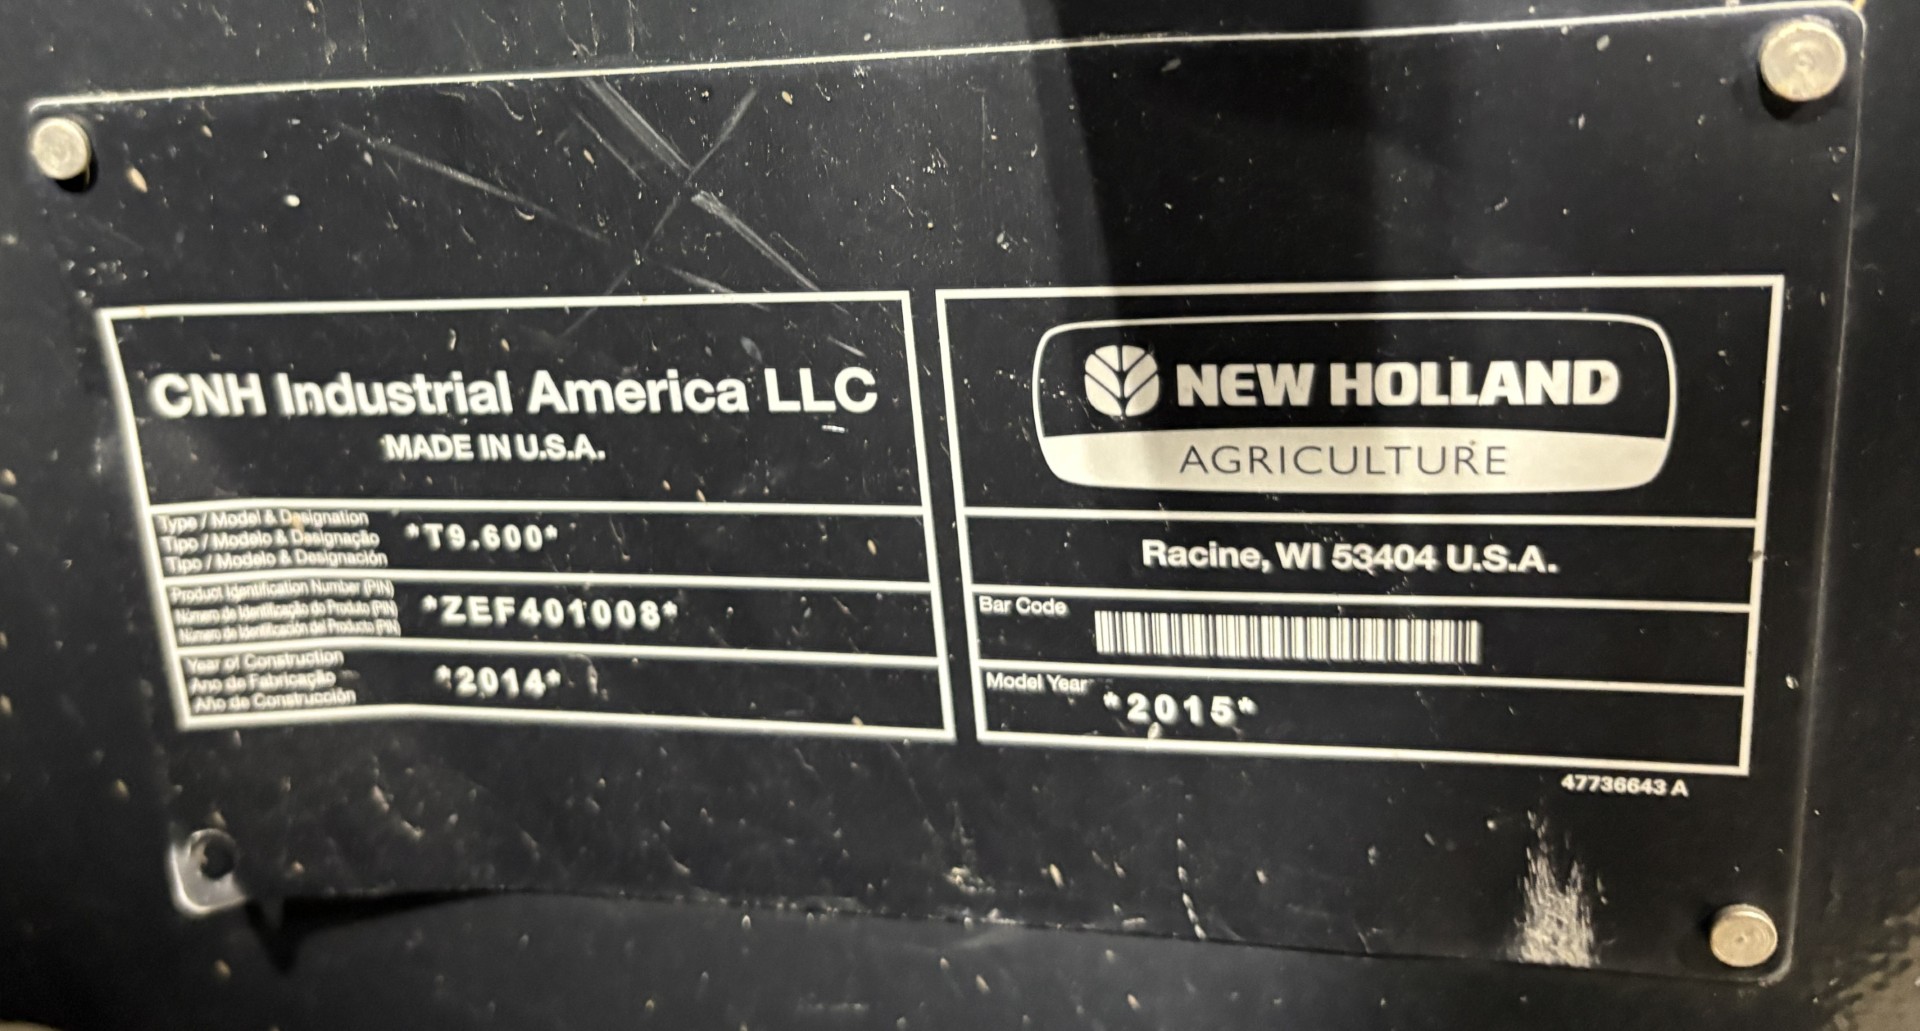 CNH Industrial America LLC
MADE IN U.S.A.
Type / Model & Designation
Tipo / Modelo & Designação
Tipo / Modelo & Designación
*T9.600*
Product Identification Number (PIN)
Número de Identificação do Produto (PIN)
Número de Identificación del Producto (PIN)
*ZEF401008*
Year of Construction
Ano de Fabricação
Año de Construcción
*2014*
NEW HOLLAND
AGRICULTURE
Racine, WI 53404 U.S.A.
Bar Code
Model Year
*2015*
47736643 A